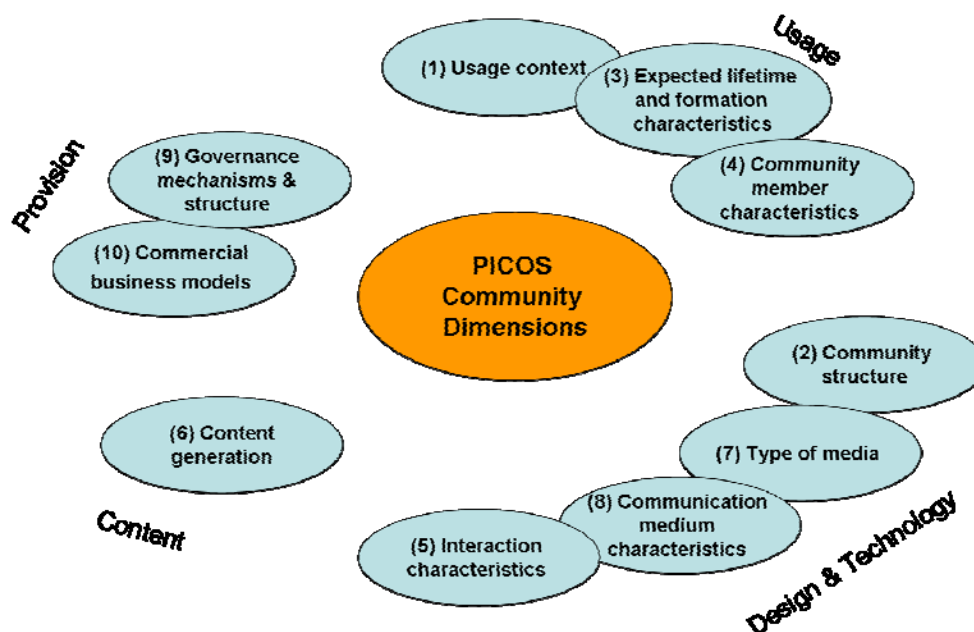 Usage
(1) Usage context
(3) Expected lifetime
and formation
characteristics
(4) Community
member
characteristics
Provision
(9) Governance
mechanisms &
structure
(10) Commercial
business models
PICOS
Community
Dimensions
(2) Community
structure
(7) Type of media
(8) Communication
medium
characteristics
(5) Interaction
characteristics
Design & Technology
(6) Content
generation
Content